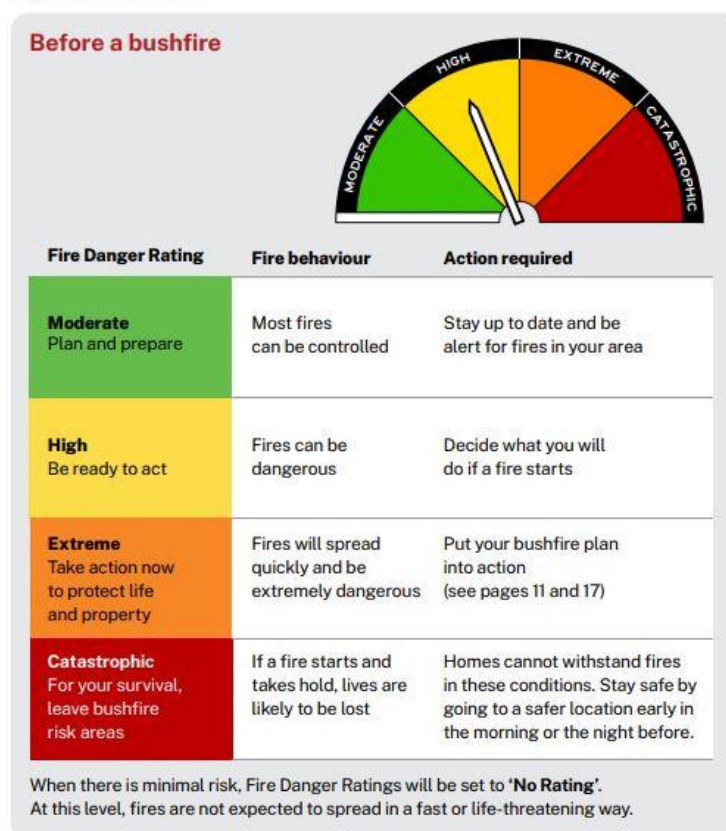 Before a bushfire
MODERATE
HIGH
EXTREME
CATASTROPHIC
Fire Danger Rating Fire behaviour Action required
Moderate
Plan and prepare
Most fires
can be controlled
Stay up to date and be
alert for fires in your area
High
Be ready to act
Fires can be
dangerous
Decide what you will
do if a fire starts
Extreme
Take action now
to protect life
and property
Fires will spread
quickly and be
extremely dangerous
Put your bushfire plan
into action
(see pages 11 and 17)
Catastrophic
For your survival,
leave bushfire
risk areas
If a fire starts and
takes hold, lives are
likely to be lost
Homes cannot withstand fires
in these conditions. Stay safe by
going to a safer location early in
the morning or the night before.
When there is minimal risk, Fire Danger Ratings will be set to ‘No Rating’.
At this level, fires are not expected to spread in a fast or life-threatening way.